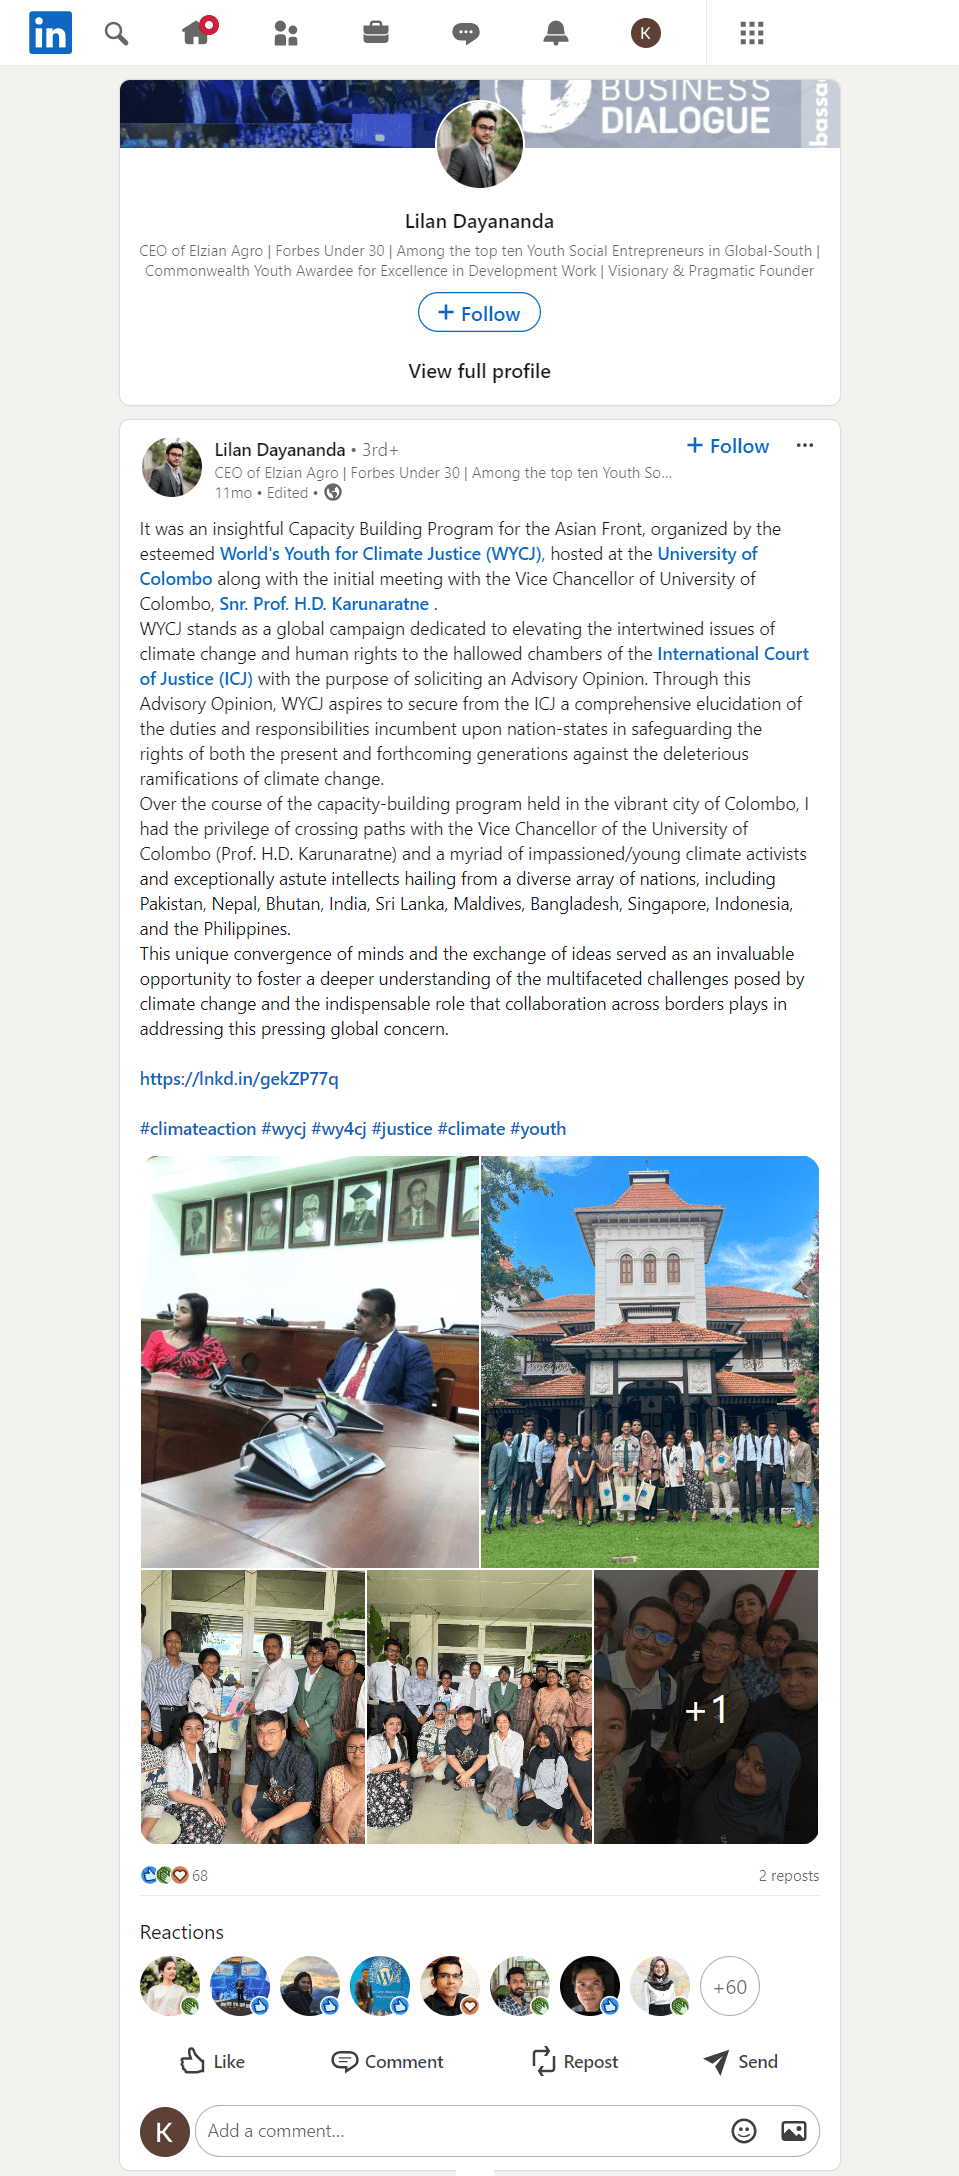 in
K
BUSINESS
DIALOGUE
bassa
Lilan Dayananda
CEO of Elzian Agro | Forbes Under 30 | Among the top ten Youth Social Entrepreneurs in Global-South |
Commonwealth Youth Awardee for Excellence in Development Work | Visionary & Pragmatic Founder
+ Follow
View full profile
Lilan Dayananda • 3rd+
+ Follow
CEO of Elzian Agro | Forbes Under 30 | Among the top ten Youth So...
11mo • Edited •
It was an insightful Capacity Building Program for the Asian Front, organized by the
esteemed World's Youth for Climate Justice (WYCJ), hosted at the University of
Colombo along with the initial meeting with the Vice Chancellor of University of
Colombo, Snr. Prof. H.D. Karunaratne .
WYCJ stands as a global campaign dedicated to elevating the intertwined issues of
climate change and human rights to the hallowed chambers of the International Court
of Justice (ICJ) with the purpose of soliciting an Advisory Opinion. Through this
Advisory Opinion, WYCJ aspires to secure from the ICJ a comprehensive elucidation of
the duties and responsibilities incumbent upon nation-states in safeguarding the
rights of both the present and forthcoming generations against the deleterious
ramifications of climate change.
Over the course of the capacity-building program held in the vibrant city of Colombo, I
had the privilege of crossing paths with the Vice Chancellor of the University of
Colombo (Prof. H.D. Karunaratne) and a myriad of impassioned/young climate activists
and exceptionally astute intellects hailing from a diverse array of nations, including
Pakistan, Nepal, Bhutan, India, Sri Lanka, Maldives, Bangladesh, Singapore, Indonesia,
and the Philippines.
This unique convergence of minds and the exchange of ideas served as an invaluable
opportunity to foster a deeper understanding of the multifaceted challenges posed by
climate change and the indispensable role that collaboration across borders plays in
addressing this pressing global concern.
https://lnkd.in/gekZP77q
#climateaction #wycj #wy4cj #justice #climate #youth
+1
68
2 reposts
Reactions
+60
Like
Comment
Repost
Send
K
Add a comment...